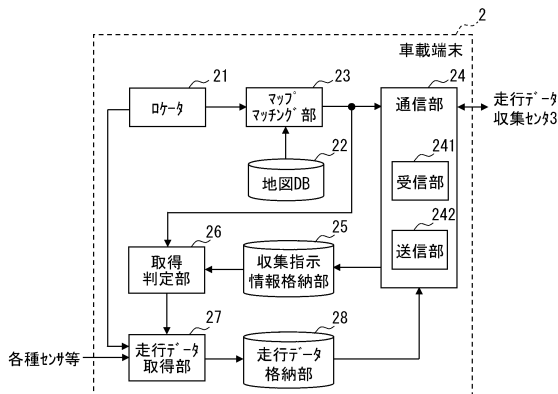 2
車載端末
21
ロケータ
23
マップ
マッチング部
24
通信部
走行データ
収集センタ3
22
地図DB
241
受信部
242
送信部
26
取得
判定部
25
収集指示
情報格納部
27
走行データ
取得部
28
走行データ
格納部
各種センサ等